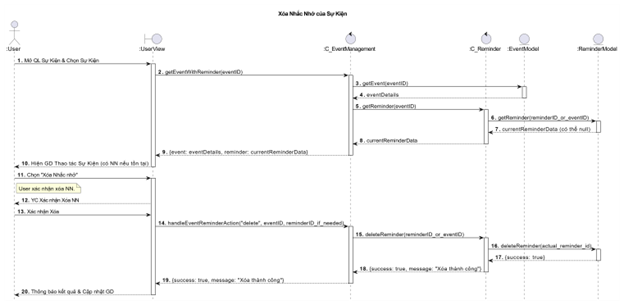 Xóa Nhắc Nhở của Sự Kiện
:User
:UserView
:C_EventManagement
:C_Reminder
:EventModel
:ReminderModel
1. Mở QL Sự Kiện & Chọn Sự Kiện
2. getEventWithReminder(eventID)
3. getEvent(eventID)
4. eventDetails
5. getReminder(eventID)
6. getReminder(reminderID_or_eventID)
7. currentReminderData (có thể null)
8. currentReminderData
9. {event: eventDetails, reminder: currentReminderData}
10. Hiện GD Thao tác Sự Kiện (có NN nếu tồn tại)
11. Chọn "Xóa Nhắc nhở"
User xác nhận xóa NN.
12. YC Xác nhận Xóa NN
13. Xác nhận Xóa
14. handleEventReminderAction("delete", eventID, reminderID_if_needed)
15. deleteReminder(reminderID_or_eventID)
16. deleteReminder(actual_reminder_id)
17. {success: true}
18. {success: true, message: "Xóa thành công"}
19. {success: true, message: "Xóa thành công"}
20. Thông báo kết quả & Cập nhật GD